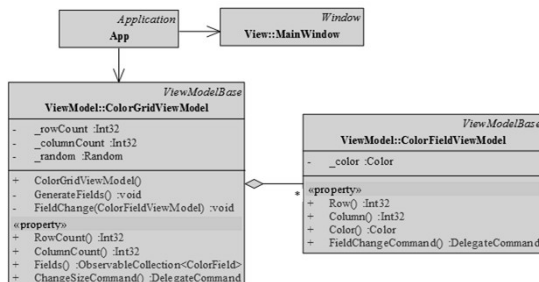 Application
App
Window
View::MainWindow
ViewModelBase
ViewModel::ColorGridViewModel
- _rowCount :Int32
- _columnCount :Int32
- _random :Random
+ ColorGridViewModel()
- GenerateFields() :void
- FieldChange(ColorFieldViewModel) :void
«property»
+ RowCount() :Int32
+ ColumnCount() :Int32
+ Fields() :ObservableCollection<ColorField>
+ ChangeSizeCommand() :DelegateCommand
*
ViewModelBase
ViewModel::ColorFieldViewModel
- _color :Color
«property»
+ Row() :Int32
+ Column() :Int32
+ Color() :Color
+ FieldChangeCommand() :DelegateCommand